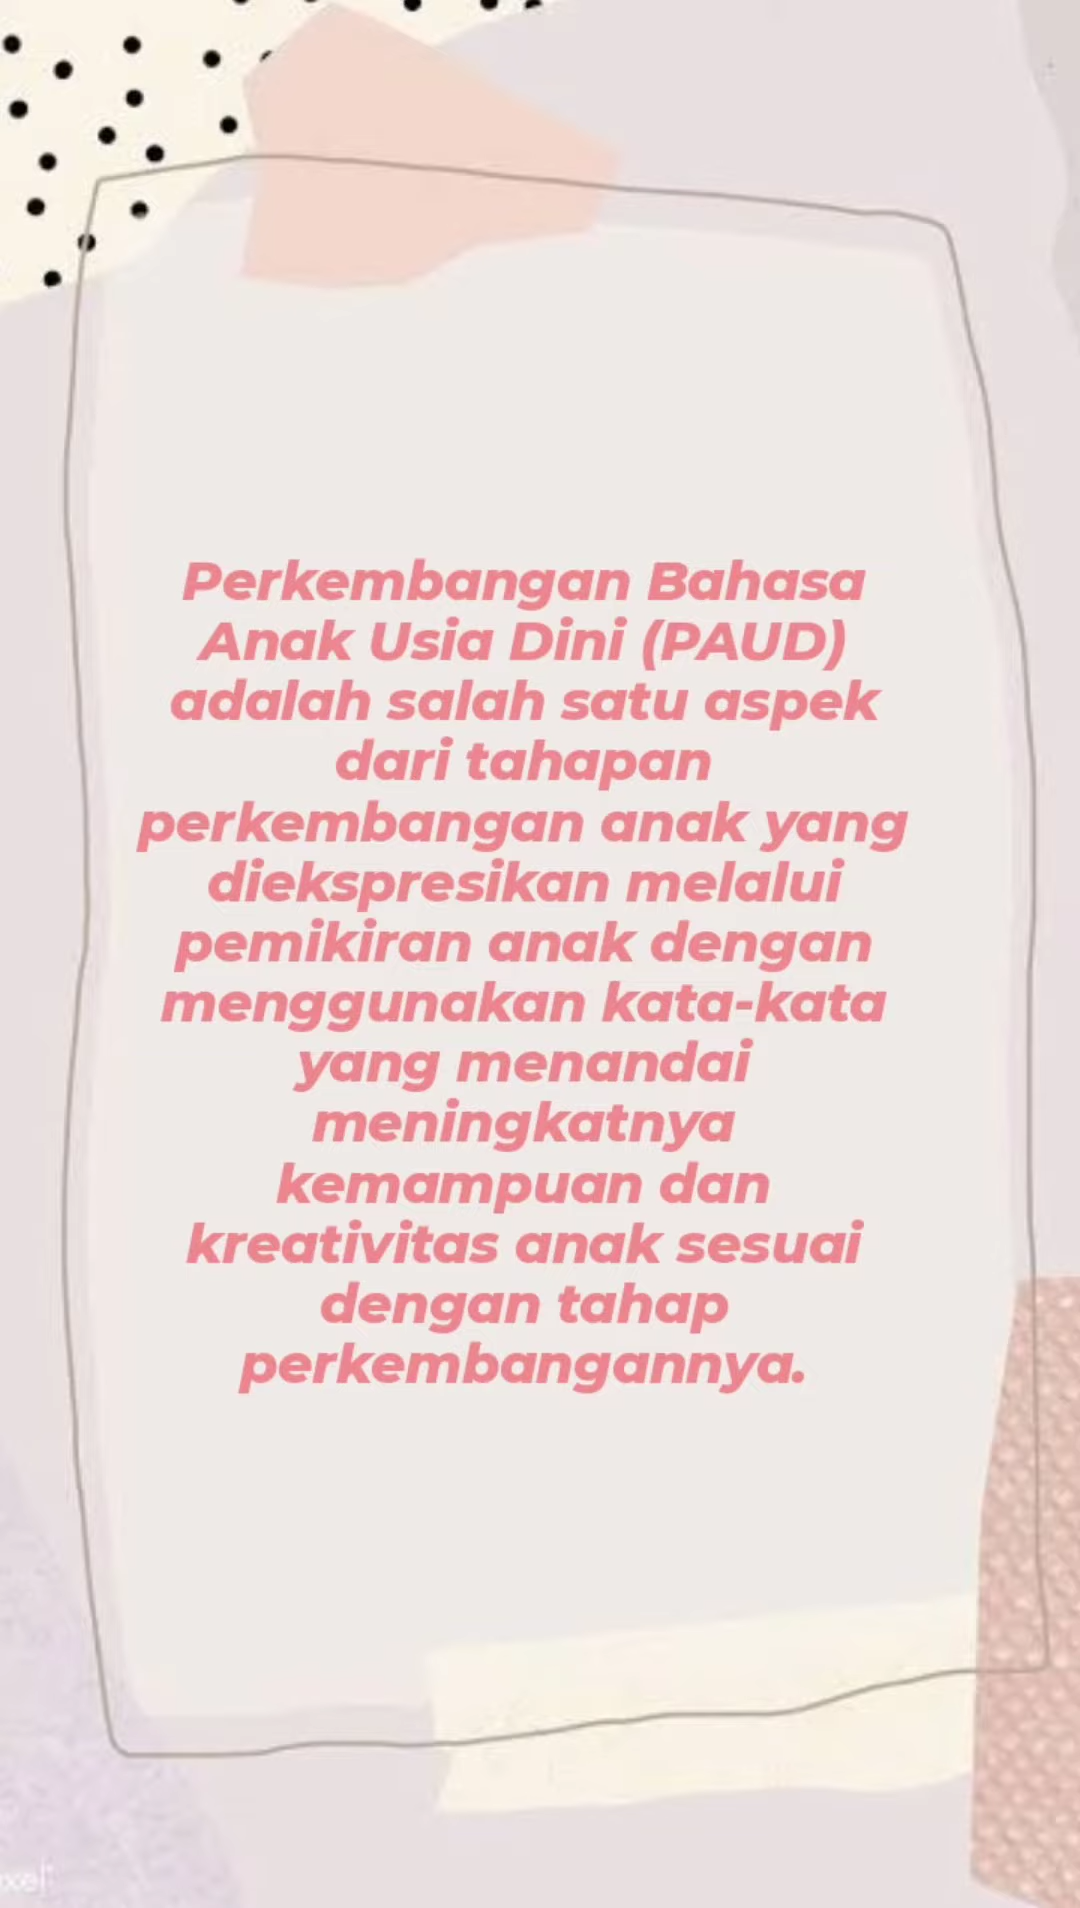 Perkembangan Bahasa
Anak Usia Dini (PAUD)
adalah salah satu aspek
dari tahapan
perkembangan anak yang
diekspresikan melalui
pemikiran anak dengan
menggunakan kata-kata
yang menandai
meningkatnya
kemampuan dan
kreativitas anak sesuai
dengan tahap
perkembangannya.